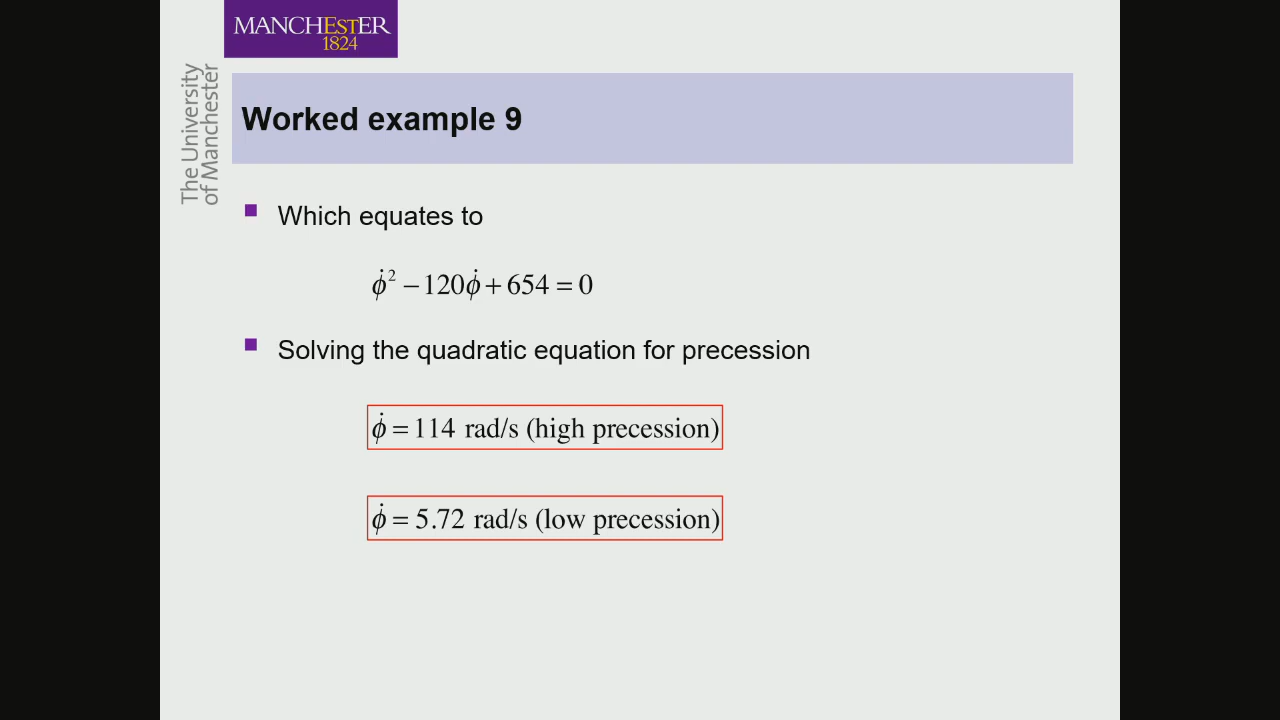 MANCHESTER
1824
The University
of Manchester
Worked example 9
Which equates to
ϕ̇² − 120ϕ̇ + 654 = 0
Solving the quadratic equation for precession
ϕ̇ = 114 rad/s (high precession)
ϕ̇ = 5.72 rad/s (low precession)